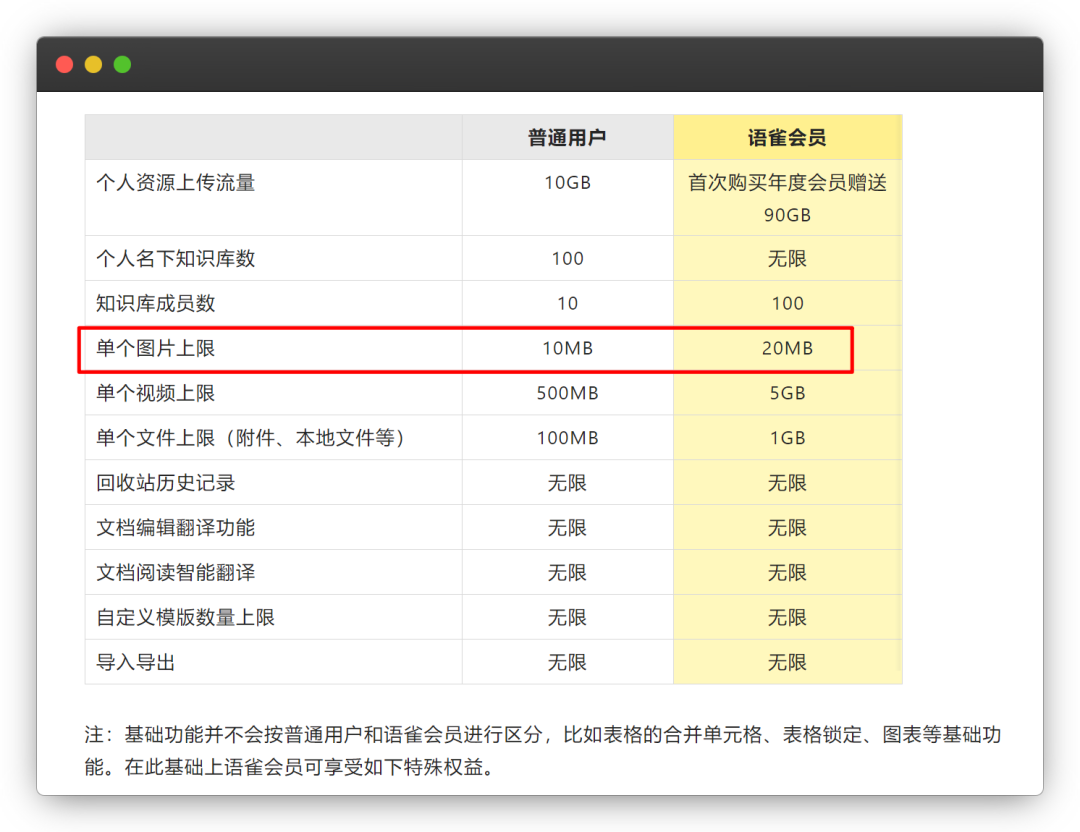 普通用户 语雀会员
个人资源上传流量 10GB 首次购买年度会员赠送
90GB
个人名下知识库数 100 无限
知识库成员数 10 100
单个图片上限 10MB 20MB
单个视频上限 500MB 5GB
单个文件上限（附件、本地文件等） 100MB 1GB
回收站历史记录 无限 无限
文档编辑翻译功能 无限 无限
文档阅读智能翻译 无限 无限
自定义模版数量上限 无限 无限
导入导出 无限 无限
注：基础功能并不会按普通用户和语雀会员进行区分，比如表格的合并单元格、表格锁定、图表等基础功
能。在此基础上语雀会员可享受如下特殊权益。